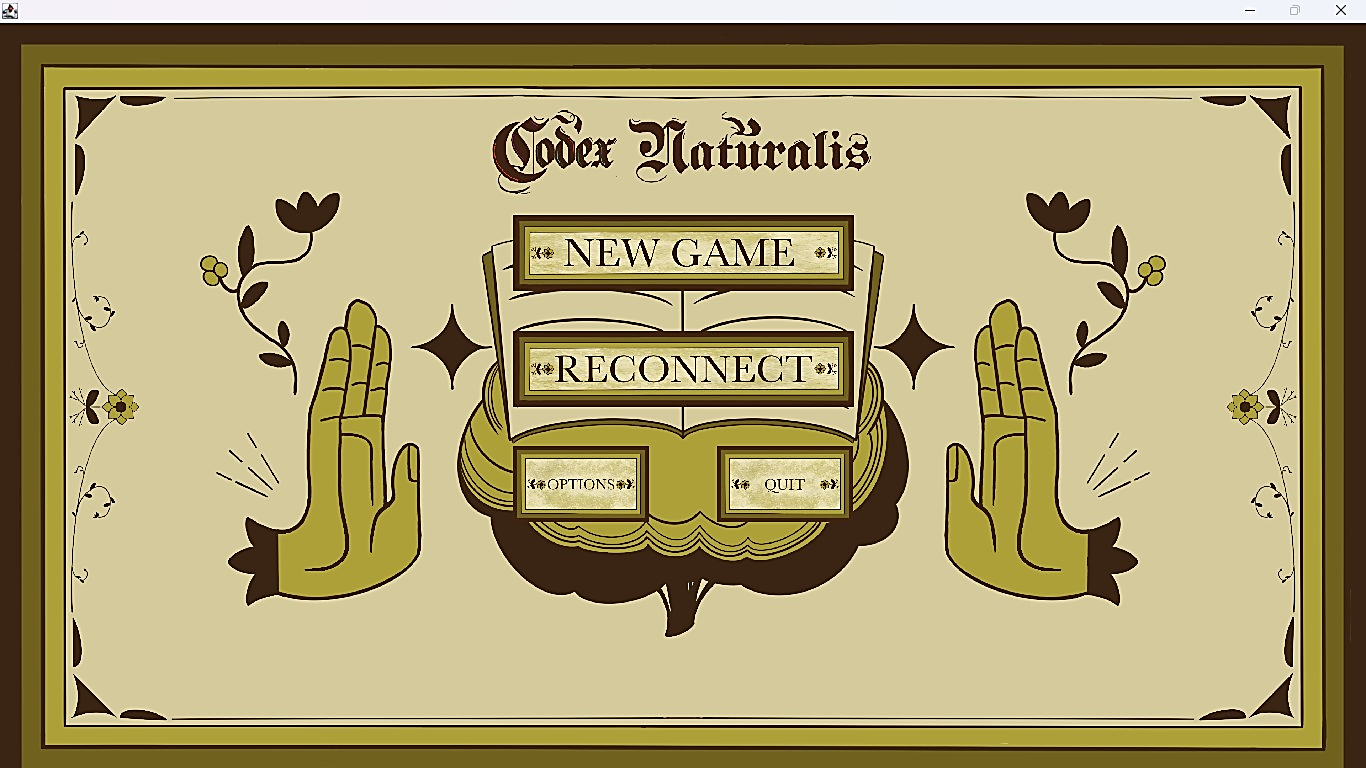 Codex Naturalis
NEW GAME
RECONNECT
OPTIONS
QUIT